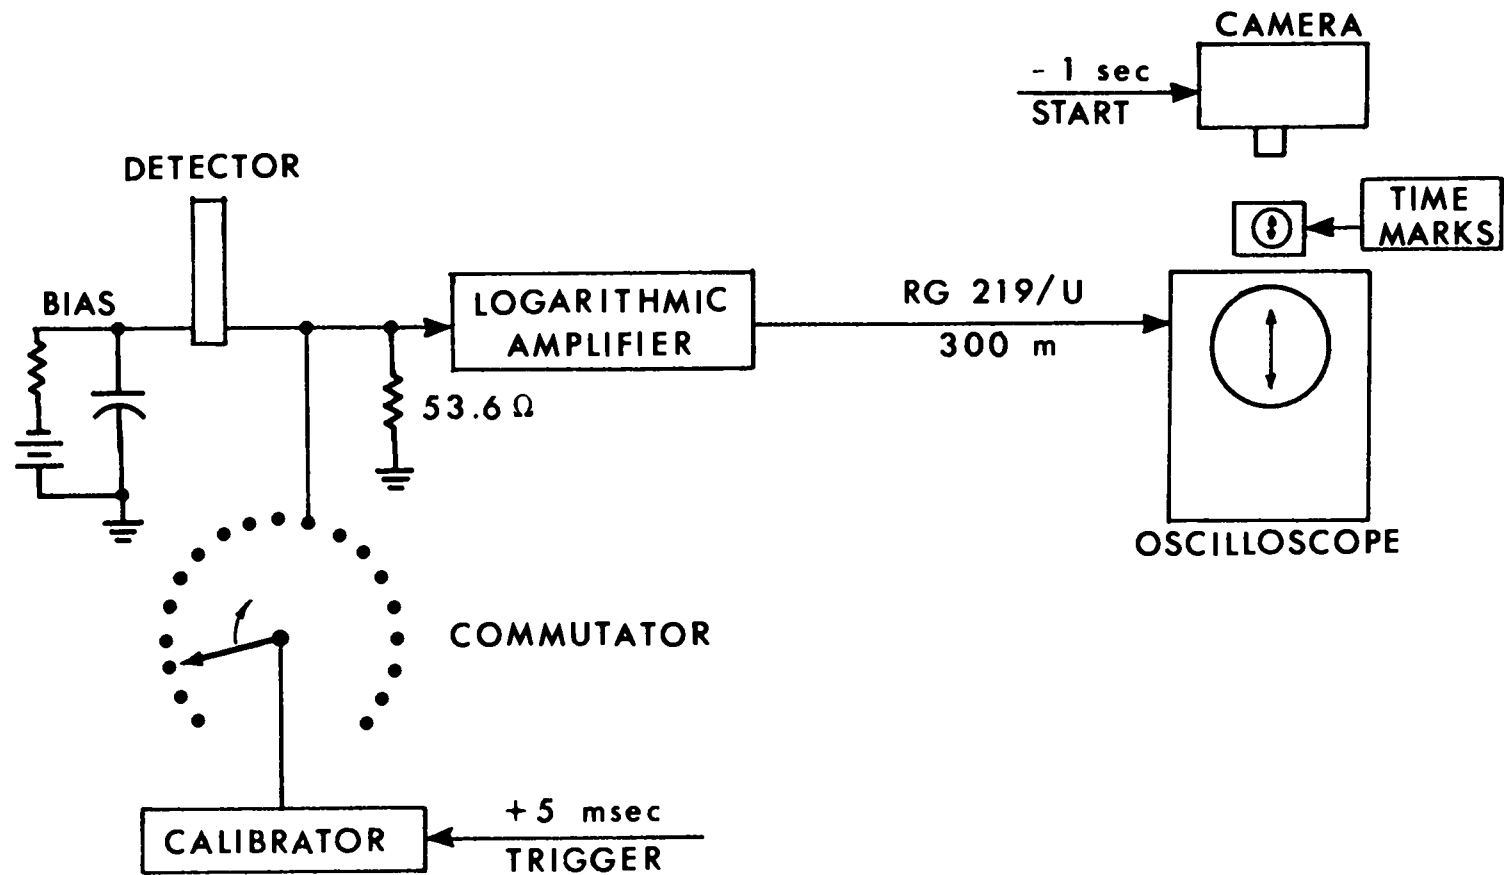 CAMERA
- 1 sec
START
DETECTOR
TIME
MARKS
BIAS
LOGARITHMIC
AMPLIFIER
RG 219/U
300 m
53.6 Ω
OSCILLOSCOPE
COMMUTATOR
+5 msec
CALIBRATOR
TRIGGER